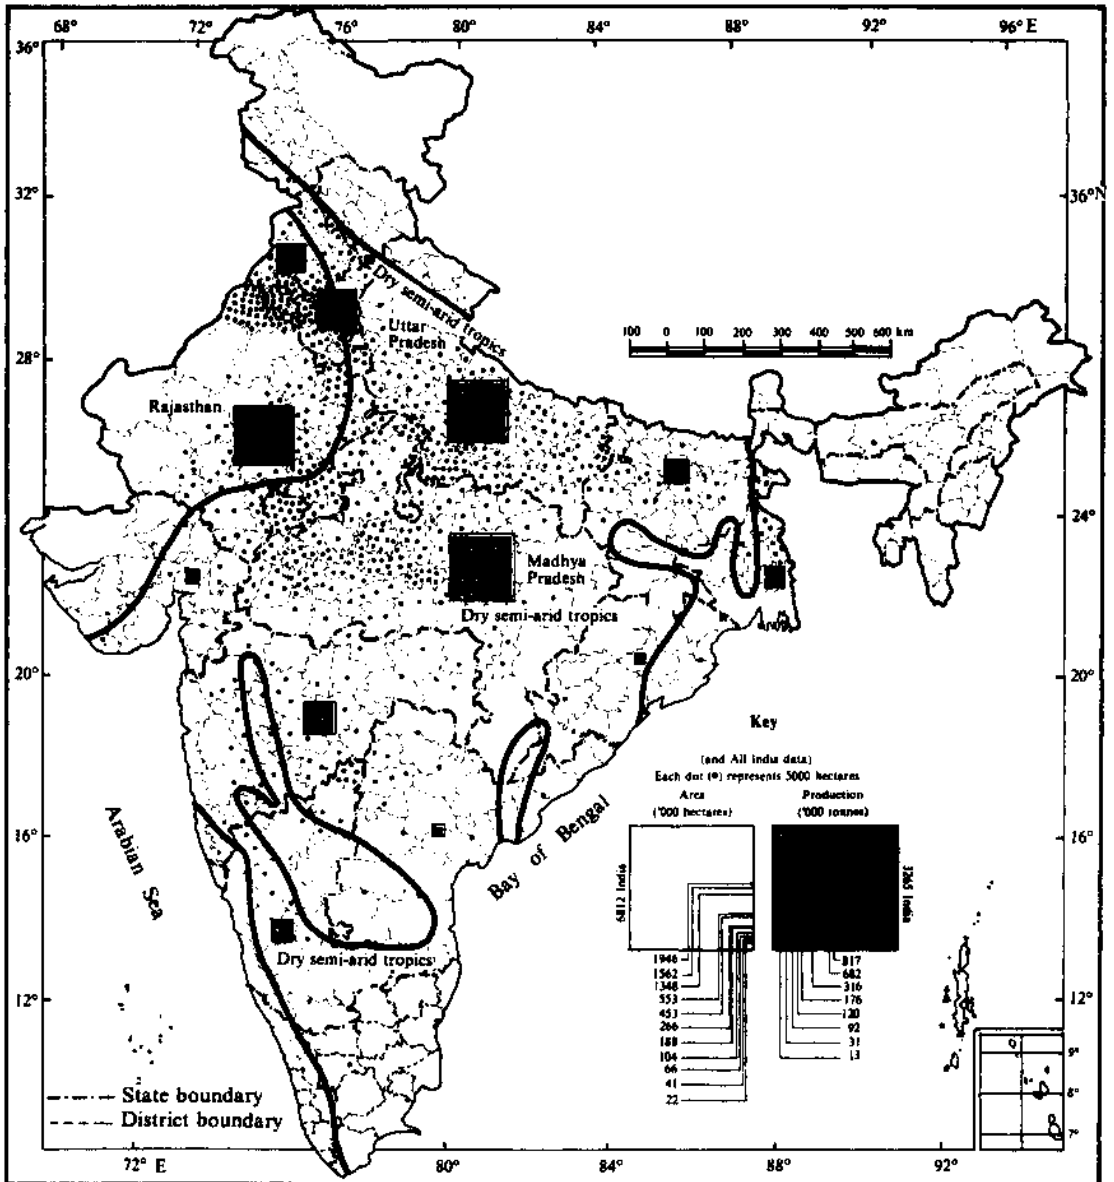 68° 72° 76° 80° 84° 88° 92° 96° E
36°
32° 36°N
Dry semi-arid tropics
Uttar
Pradesh
100 0 100 200 300 400 500 600 km
28°
Rajasthan
24° 24°
Madhya
Pradesh
Dry semi-arid tropics
20° 20°
Key
(and All India data)
Each dot (●) represents 5000 hectares
Area Production
('000 hectares) ('000 tonnes)
Arabian Sea
Bay of Bengal
16° 16°
6812 India
3265 India
1946 817
1562 682
1348 316
553 176
453 120
266 92
188 31
104 13
66
41
22
Dry semi-arid tropics
12° 12°
State boundary
District boundary
9°
8°
7°
72° E 80° 84° 88° 92°